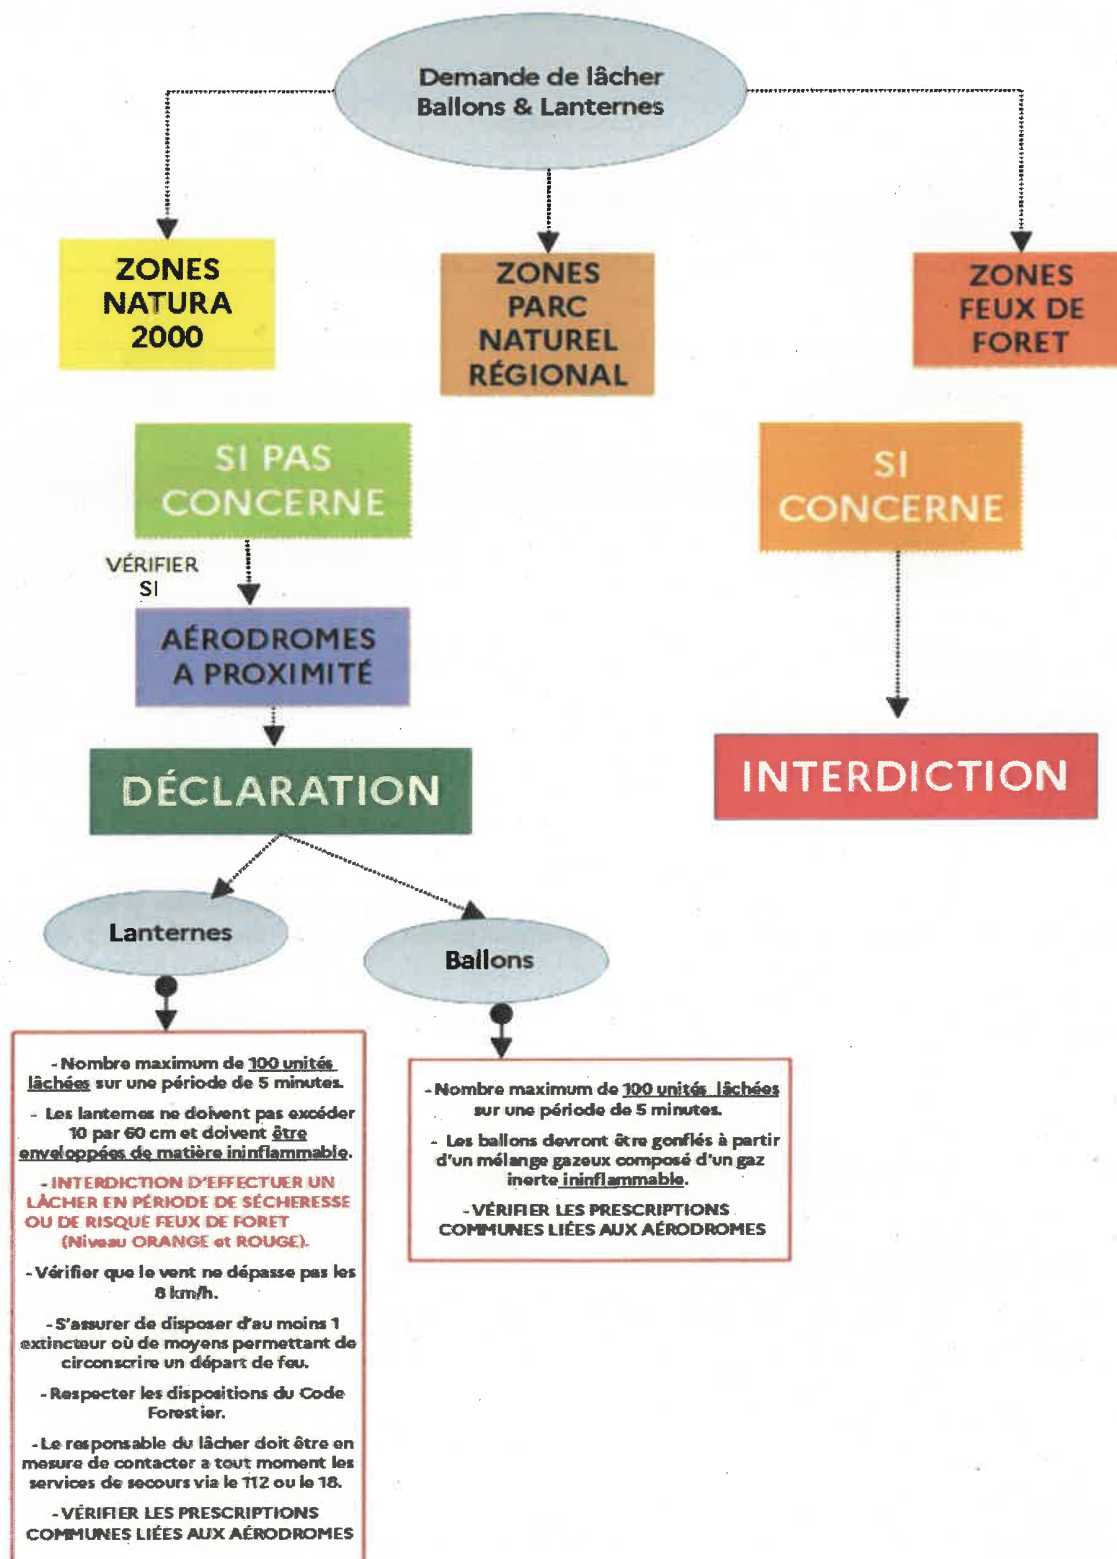 Demande de lâcher
Ballons & Lanternes
ZONES
NATURA
2000
ZONES
PARC
NATUREL
RÉGIONAL
ZONES
FEUX DE
FORET
SI PAS
CONCERNE
SI
CONCERNE
VÉRIFIER
SI
AÉRODROMES
A PROXIMITÉ
DÉCLARATION
INTERDICTION
Lanternes
Ballons
- Nombre maximum de 100 unités
lâchées sur une période de 5 minutes.
- Les lanternes ne doivent pas excéder
10 par 60 cm et doivent être
enveloppées de matière ininflammable.
- INTERDICTION D'EFFECTUER UN
LÂCHER EN PÉRIODE DE SÉCHERESSE
OU DE RISQUE FEUX DE FORET
(Niveau ORANGE et ROUGE).
- Vérifier que le vent ne dépasse pas les
8 km/h.
- S'assurer de disposer d'au moins 1
extincteur où de moyens permettant de
circonscrire un départ de feu.
- Respecter les dispositions du Code
Forestier.
- Le responsable du lâcher doit être en
mesure de contacter a tout moment les
services de secours via le 112 ou le 18.
- VÉRIFIER LES PRESCRIPTIONS
COMMUNES LIÉES AUX AÉRODROMES
- Nombre maximum de 100 unités lâchées
sur une période de 5 minutes.
- Les ballons devront être gonflés à partir
d'un mélange gazeux composé d'un gaz
inerte ininflammable.
- VÉRIFIER LES PRESCRIPTIONS
COMMUNES LIÉES AUX AÉRODROMES